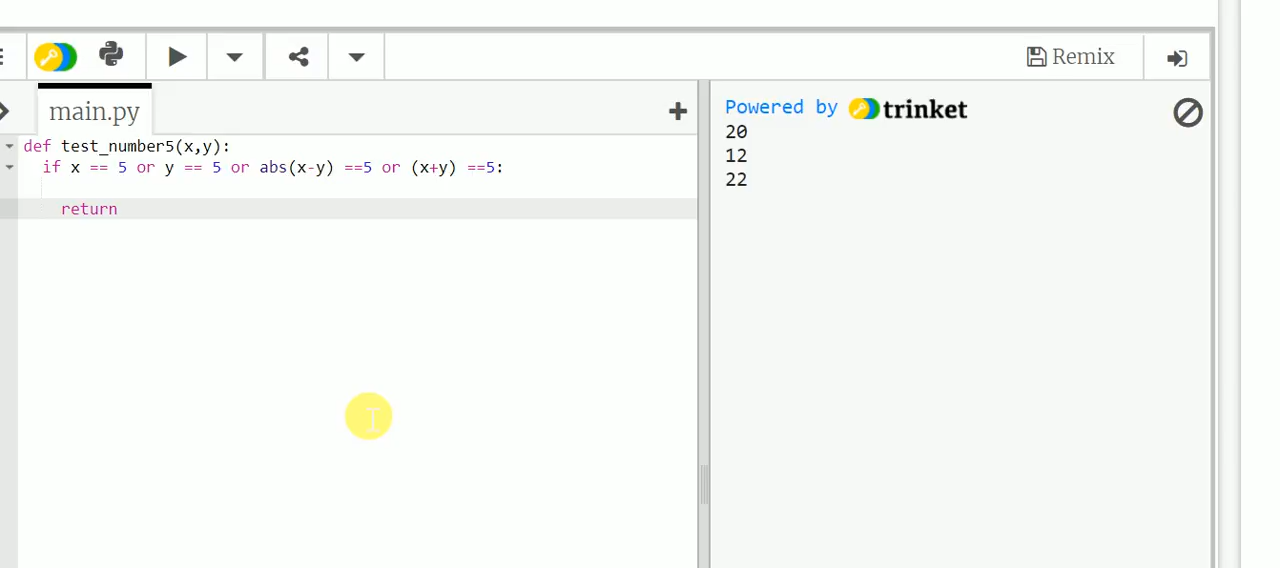 Remix
main.py
def test_number5(x,y):
if x == 5 or y == 5 or abs(x-y) ==5 or (x+y) ==5:
return
Powered by trinket
20
12
22